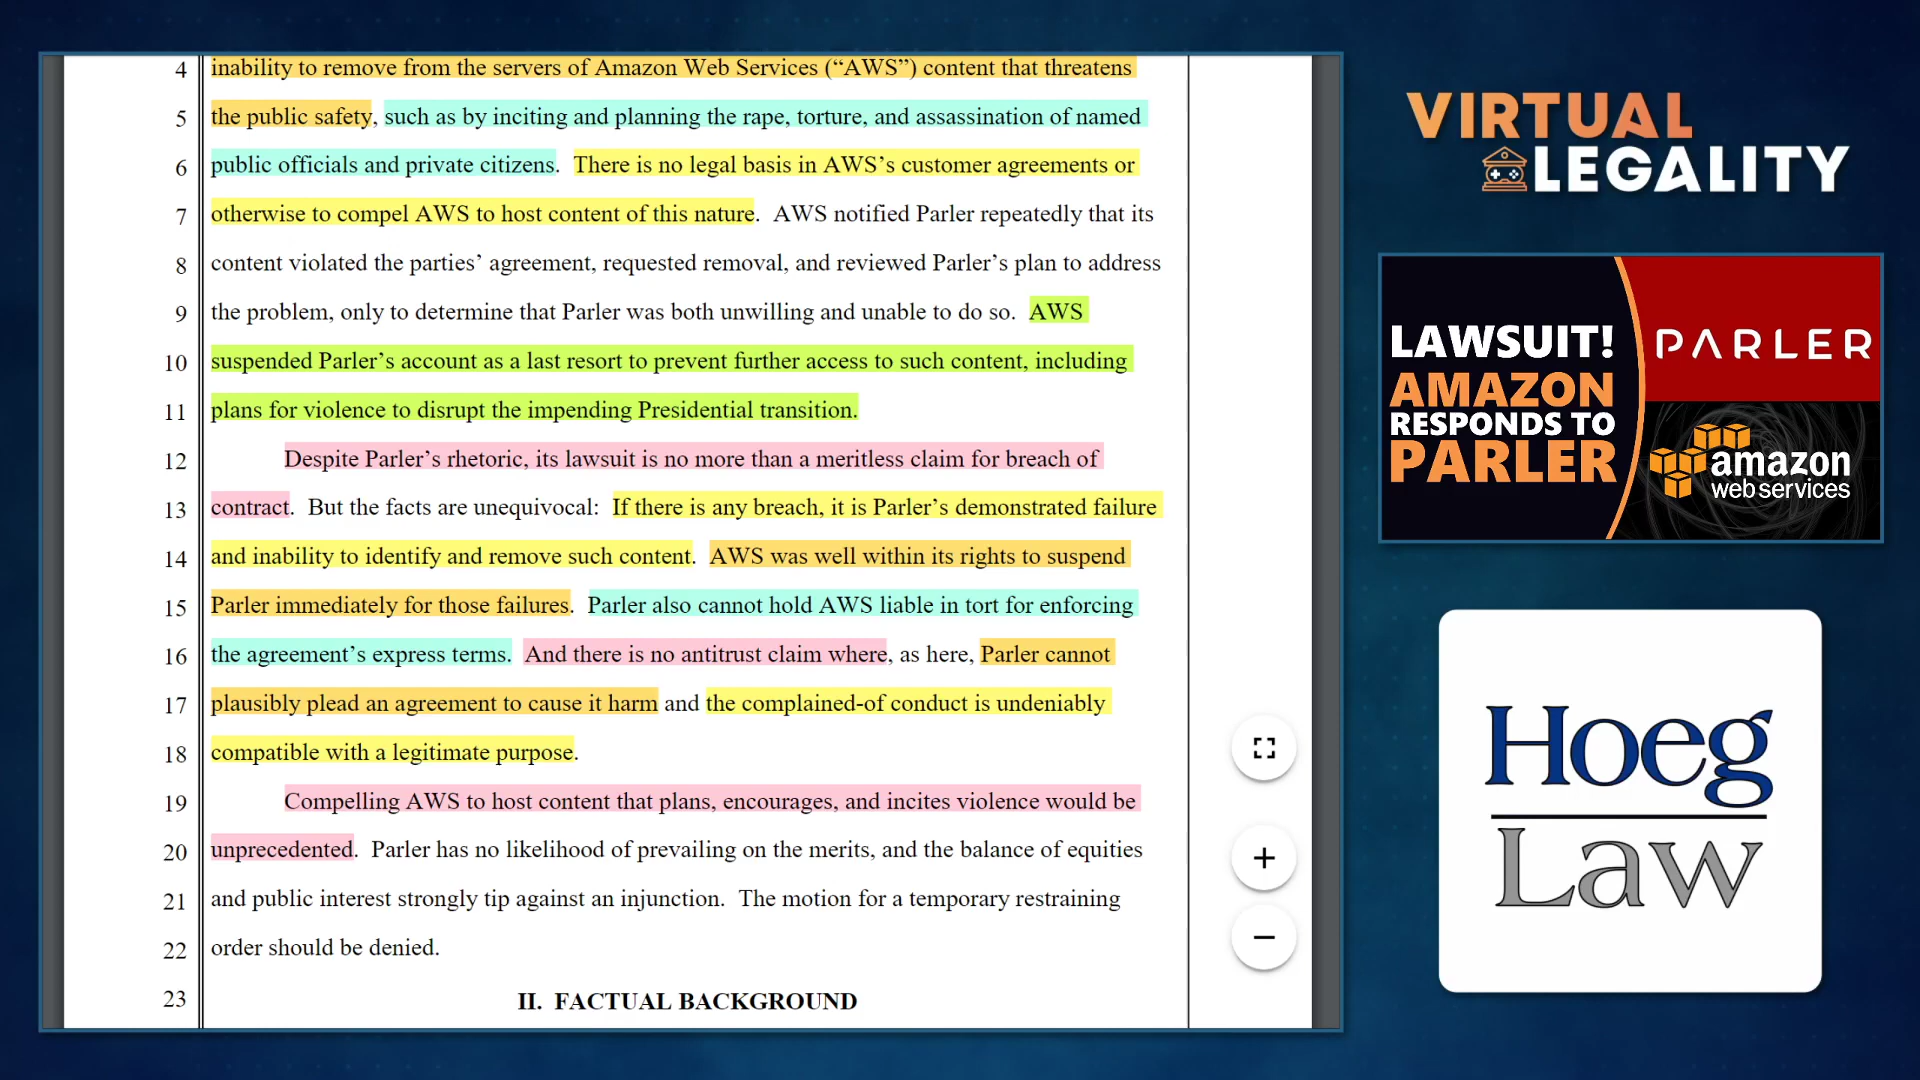 4 inability to remove from the servers of Amazon Web Services (“AWS”) content that threatens
5 the public safety, such as by inciting and planning the rape, torture, and assassination of named
6 public officials and private citizens. There is no legal basis in AWS’s customer agreements or
7 otherwise to compel AWS to host content of this nature. AWS notified Parler repeatedly that its
8 content violated the parties’ agreement, requested removal, and reviewed Parler’s plan to address
9 the problem, only to determine that Parler was both unwilling and unable to do so. AWS
10 suspended Parler’s account as a last resort to prevent further access to such content, including
11 plans for violence to disrupt the impending Presidential transition.
12 Despite Parler’s rhetoric, its lawsuit is no more than a meritless claim for breach of
13 contract. But the facts are unequivocal: If there is any breach, it is Parler’s demonstrated failure
14 and inability to identify and remove such content. AWS was well within its rights to suspend
15 Parler immediately for those failures. Parler also cannot hold AWS liable in tort for enforcing
16 the agreement’s express terms. And there is no antitrust claim where, as here, Parler cannot
17 plausibly plead an agreement to cause it harm and the complained-of conduct is undeniably
18 compatible with a legitimate purpose.
19 Compelling AWS to host content that plans, encourages, and incites violence would be
20 unprecedented. Parler has no likelihood of prevailing on the merits, and the balance of equities
21 and public interest strongly tip against an injunction. The motion for a temporary restraining
22 order should be denied.
23 II. FACTUAL BACKGROUND
VIRTUAL
LEGALITY
LAWSUIT!
AMAZON
RESPONDS TO
PARLER
PARLER
amazon
web services
Hoeg
Law